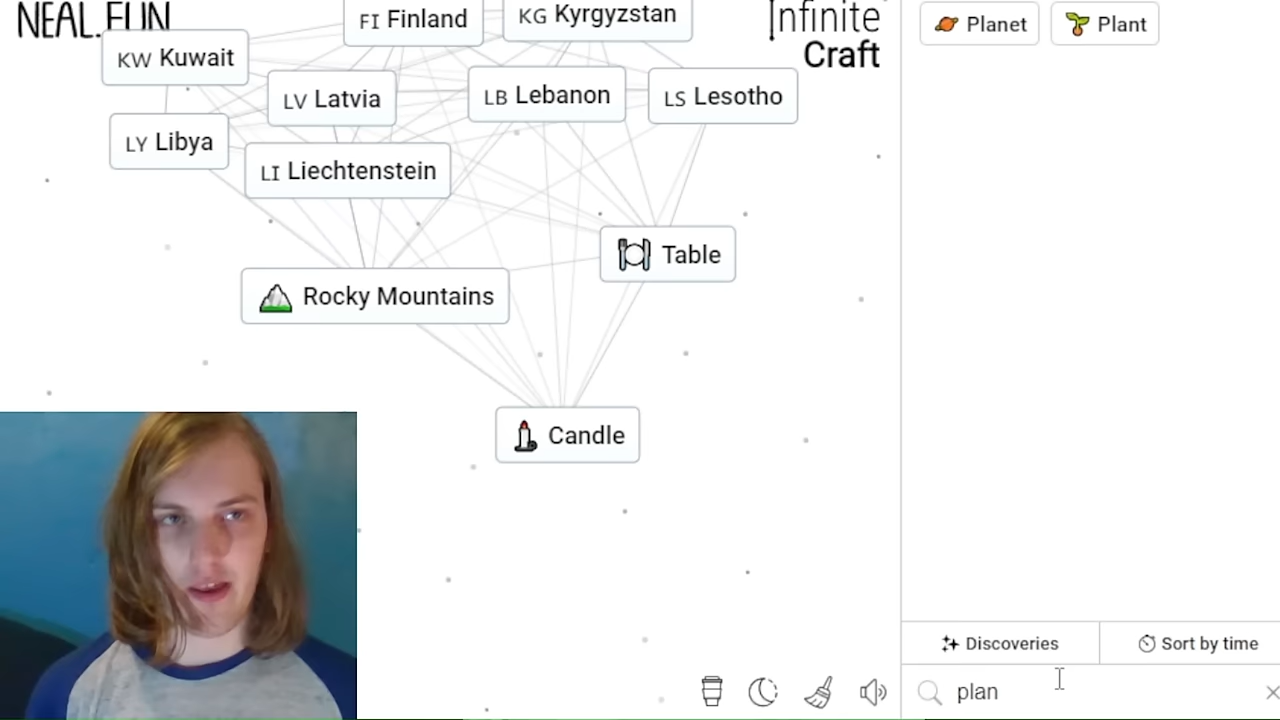 NEAL.FUN
FI Finland
KG Kyrgyzstan
Infinite
Craft
KW Kuwait
LV Latvia
LB Lebanon
LS Lesotho
LY Libya
LI Liechtenstein
Table
Rocky Mountains
Candle
Planet
Plant
Discoveries
Sort by time
plan